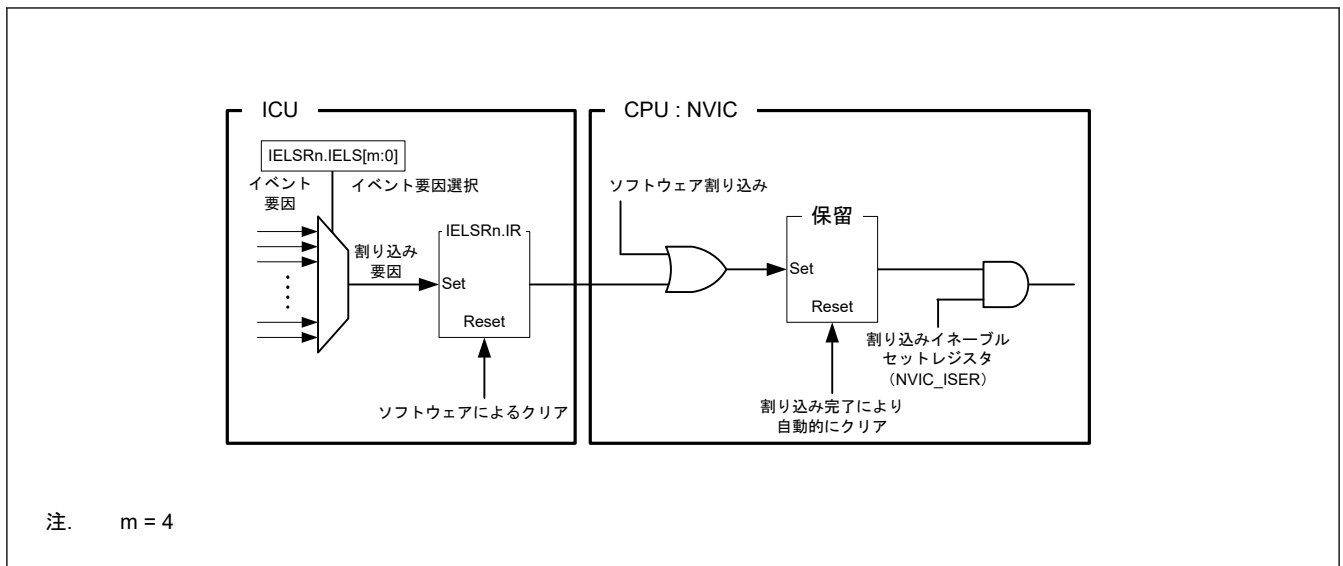 ICU
CPU : NVIC
IELSRn.IELS[m:0]
イベント
要因
イベント要因選択
割り込み
要因
IELSRn.IR
Set
Reset
ソフトウェアによるクリア
ソフトウェア割り込み
保留
Set
Reset
割り込み完了により
自動的にクリア
割り込みイネーブル
セットレジスタ
（NVIC_ISER）
注. m = 4